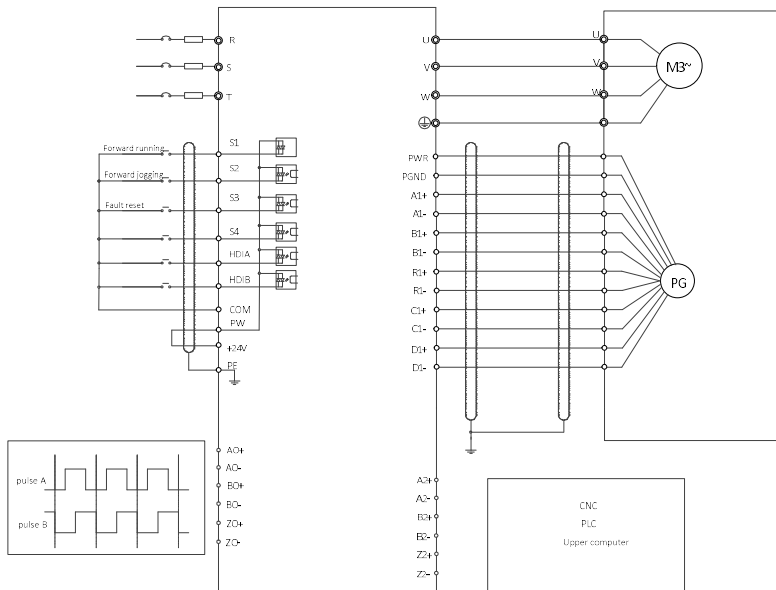 R
S
T
U
V
W
U
V
W
M3~
Forward running
Forward jogging
Fault reset
S1
S2
S3
S4
HDIA
HDIB
COM
PW
+24V
PE
PWR
PGND
A1+
A1-
B1+
B1-
R1+
R1-
C1+
C1-
D1+
D1-
PG
pulse A
pulse B
AO+
AO-
BO+
BO-
ZO+
ZO-
A2+
A2-
B2+
B2-
Z2+
Z2-
CNC
PLC
Upper computer